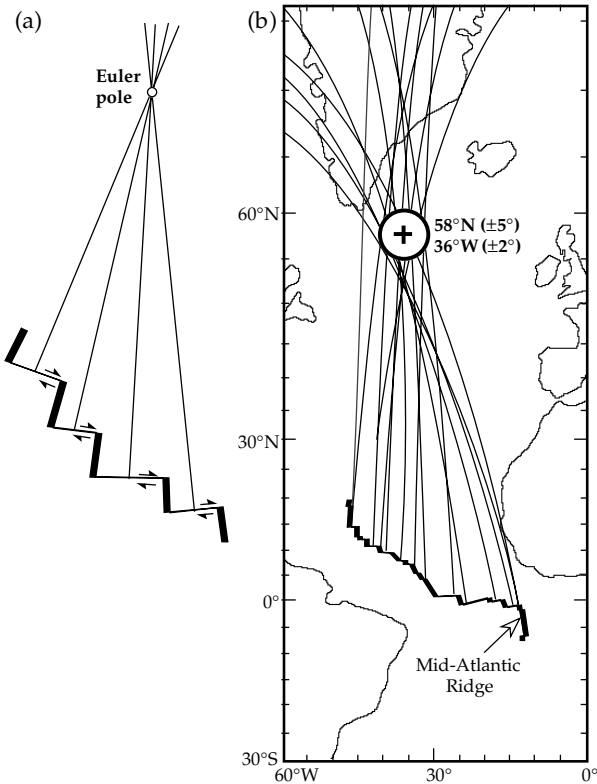 (a)
Euler
pole
(b)
60°N
58°N (±5°)
36°W (±2°)
30°N
0°
Mid-Atlantic
Ridge
30°S
60°W
30°
0°